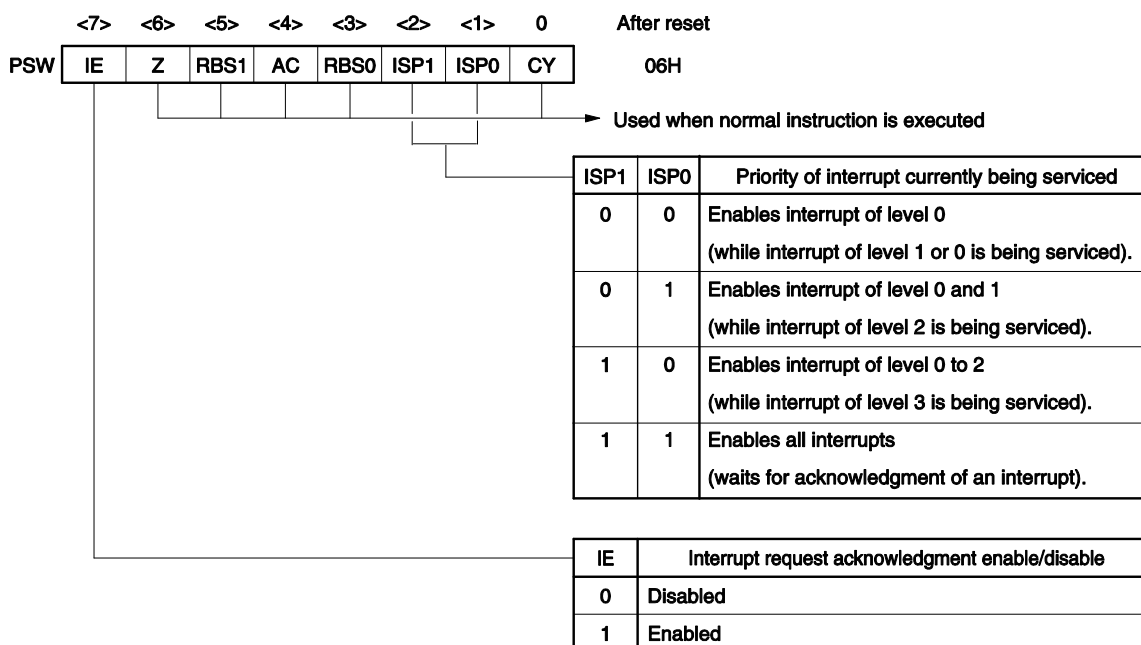 <7> <6> <5> <4> <3> <2> <1> 0 After reset
PSW IE Z RBS1 AC RBS0 ISP1 ISP0 CY 06H
Used when normal instruction is executed
ISP1 ISP0 Priority of interrupt currently being serviced
0 0 Enables interrupt of level 0
(while interrupt of level 1 or 0 is being serviced).
0 1 Enables interrupt of level 0 and 1
(while interrupt of level 2 is being serviced).
1 0 Enables interrupt of level 0 to 2
(while interrupt of level 3 is being serviced).
1 1 Enables all interrupts
(waits for acknowledgment of an interrupt).
IE Interrupt request acknowledgment enable/disable
0 Disabled
1 Enabled